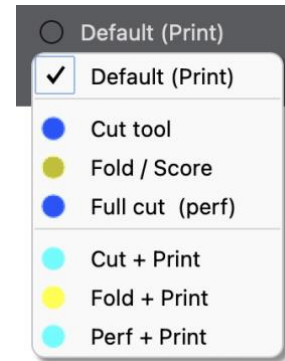 Default (Print)
Default (Print)
Cut tool
Fold / Score
Full cut (perf)
Cut + Print
Fold + Print
Perf + Print